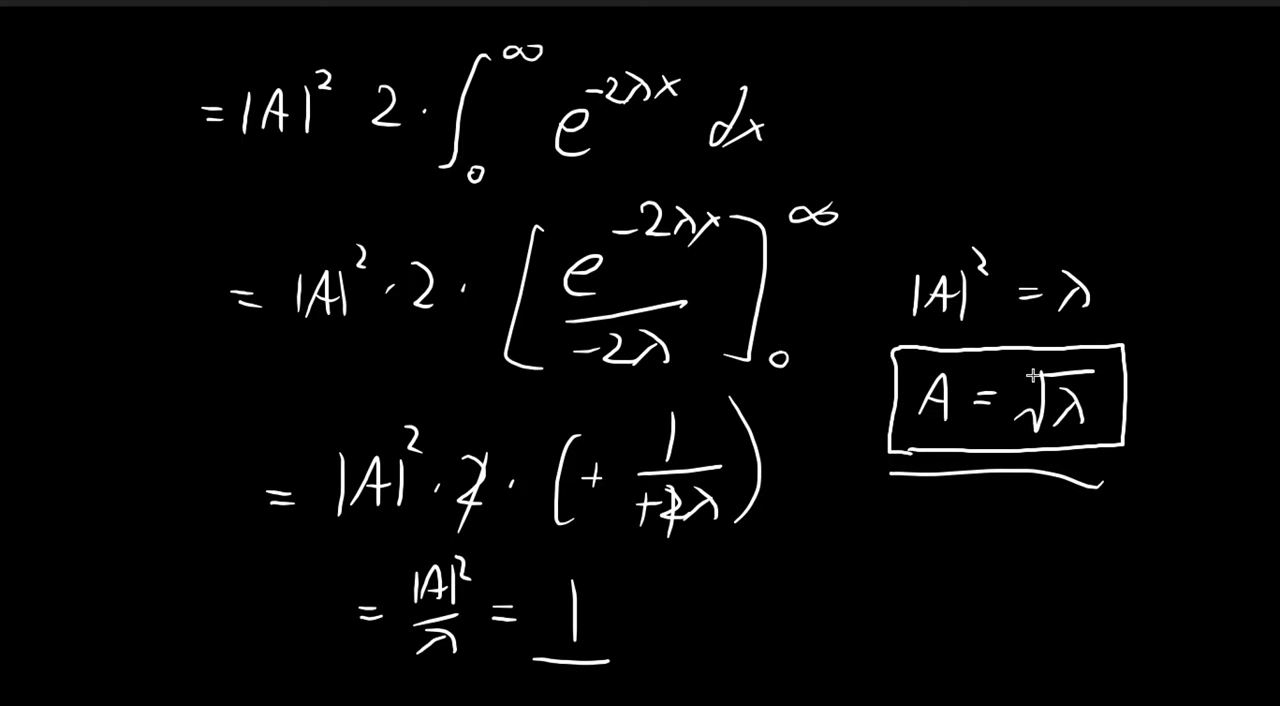 = |A|² 2 · ∫₀^∞ e^{-2λx} dx
= |A|² · 2 · [e^{-2λx} / -2λ]₀^∞
= |A|² · 2 · (+ 1 / +2λ)
= |A|² / λ = 1
|A|² = λ
A = √λ